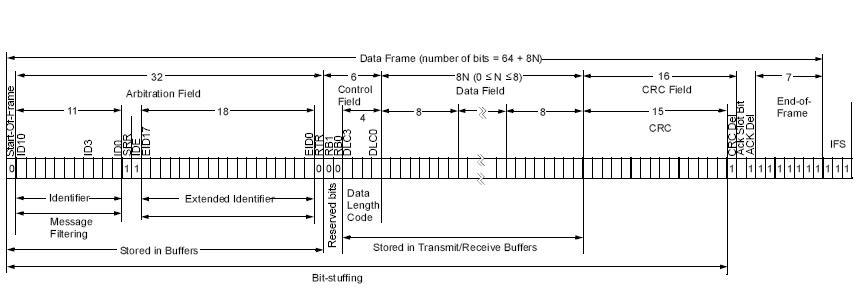 Data Frame (number of bits = 64 + 8N)
32
6
8N (0 ≤ N ≤8)
16
7
Arbitration Field
Control
Field
Data Field
CRC Field
End-of-
Frame
11
18
4
8
8
15
CRC
IFS
Start-Of-Frame
ID10
ID3
ID0
SRR
IDE
EID17
EID0
RTR
RB1
RB0
DLC3
DLC0
CRC Del
Ack Slot Bit
ACK Del
0 1 1 0 0 0 1 1 1 1 1 1 1 1 1 1 1 1
Identifier
Extended Identifier
Reserved bits
Data
Length
Code
Message
Filtering
Stored in Buffers
Stored in Transmit/Receive Buffers
Bit-stuffing